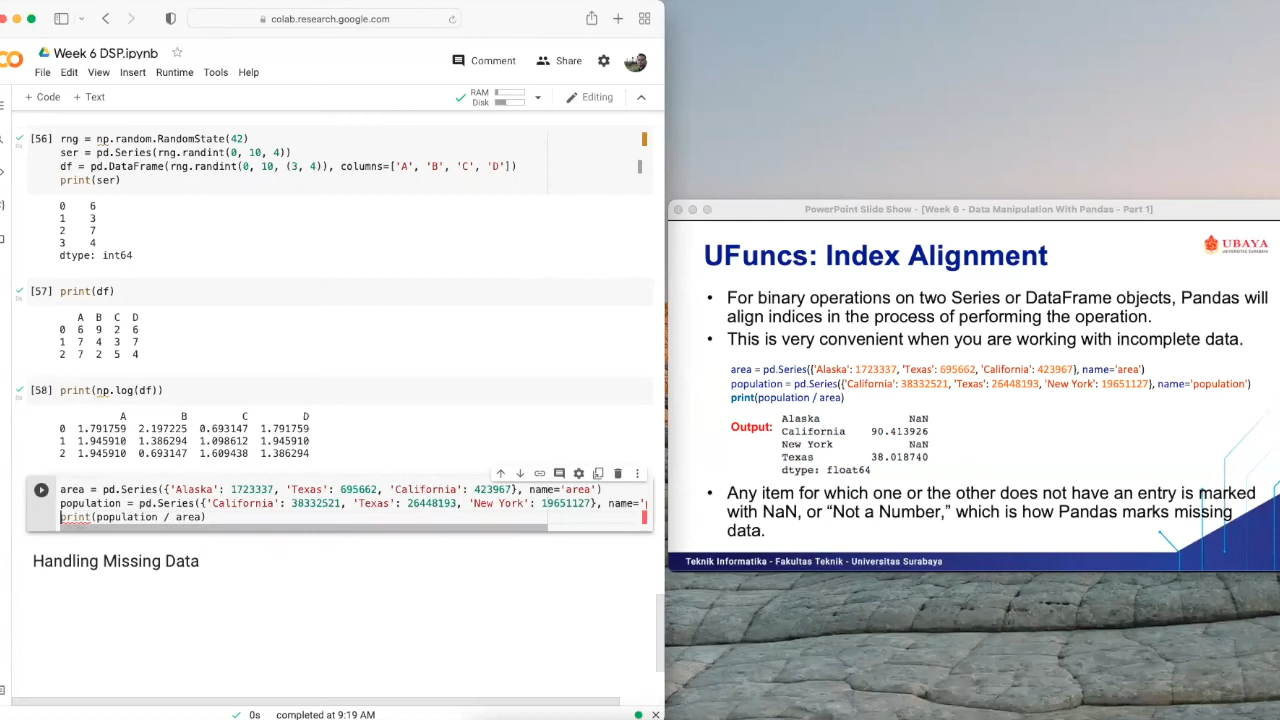 colab.research.google.com
Week 6 DSP.ipynb
Comment
Share
File Edit View Insert Runtime Tools Help
+ Code + Text
RAM
Disk
Editing
[56] rng = np.random.RandomState(42)
ser = pd.Series(rng.randint(0, 10, 4))
df = pd.DataFrame(rng.randint(0, 10, (3, 4)), columns=['A', 'B', 'C', 'D'])
print(ser)
0 6
1 3
2 7
3 4
dtype: int64
[57] print(df)
A B C D
0 6 9 2 6
1 7 4 3 7
2 7 2 5 4
[58] print(np.log(df))
A B C D
0 1.791759 2.197225 0.693147 1.791759
1 1.945910 1.386294 1.098612 1.945910
2 1.945910 0.693147 1.609438 1.386294
area = pd.Series({'Alaska': 1723337, 'Texas': 695662, 'California': 423967}, name='area')
population = pd.Series({'California': 38332521, 'Texas': 26448193, 'New York': 19651127}, name='
print(population / area)
Handling Missing Data
0s completed at 9:19 AM
PowerPoint Slide Show - [Week 6 - Data Manipulation With Pandas - Part 1]
UFuncs: Index Alignment
UBAYA
UNIVERSITAS SURABAYA
• For binary operations on two Series or DataFrame objects, Pandas will
align indices in the process of performing the operation.
• This is very convenient when you are working with incomplete data.
area = pd.Series({'Alaska': 1723337, 'Texas': 695662, 'California': 423967}, name='area')
population = pd.Series({'California': 38332521, 'Texas': 26448193, 'New York': 19651127}, name='population')
print(population / area)
Output:
Alaska NaN
California 90.413926
New York NaN
Texas 38.018740
dtype: float64
• Any item for which one or the other does not have an entry is marked
with NaN, or “Not a Number,” which is how Pandas marks missing
data.
Teknik Informatika - Fakultas Teknik - Universitas Surabaya